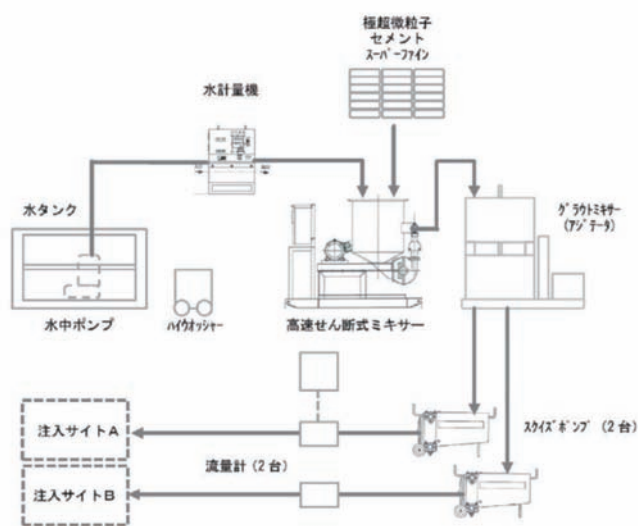 極超微粒子
セメント
スーパーファイン
水計量機
水タンク
グラウトミキサー
(アジテータ)
水中ポンプ
ハイウオッシャー
高速せん断式ミキサー
注入サイトA
スクイズポンプ (2台)
流量計(2台)
注入サイトB